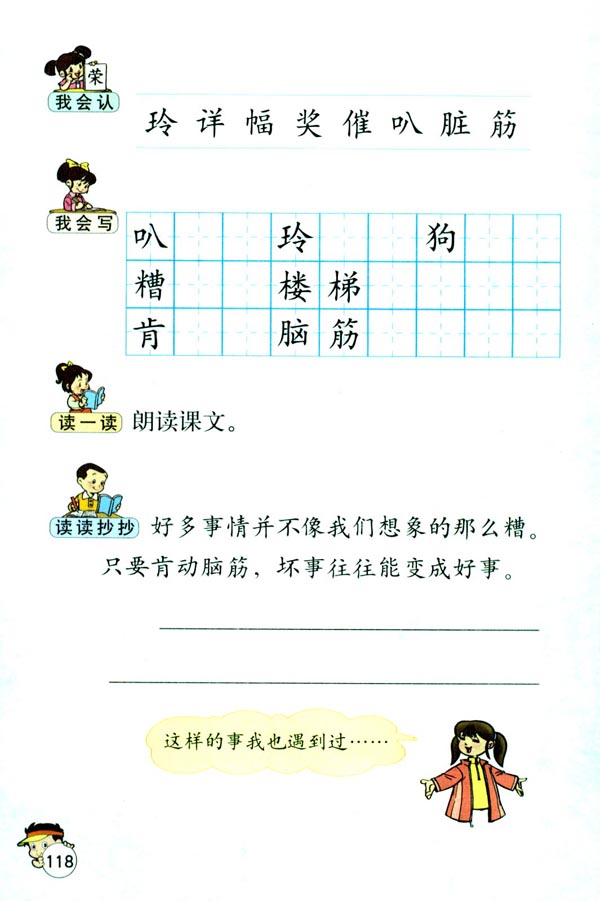 荣
我会认
玲 详 幅 奖 催 叭 脏 筋
我会写
叭 玲 狗
糟 楼 梯
肯 脑 筋
读一读 朗读课文。
读读抄抄 好多事情并不像我们想象的那么糟。
只要肯动脑筋，坏事往往能变成好事。
这样的事我也遇到过……
118